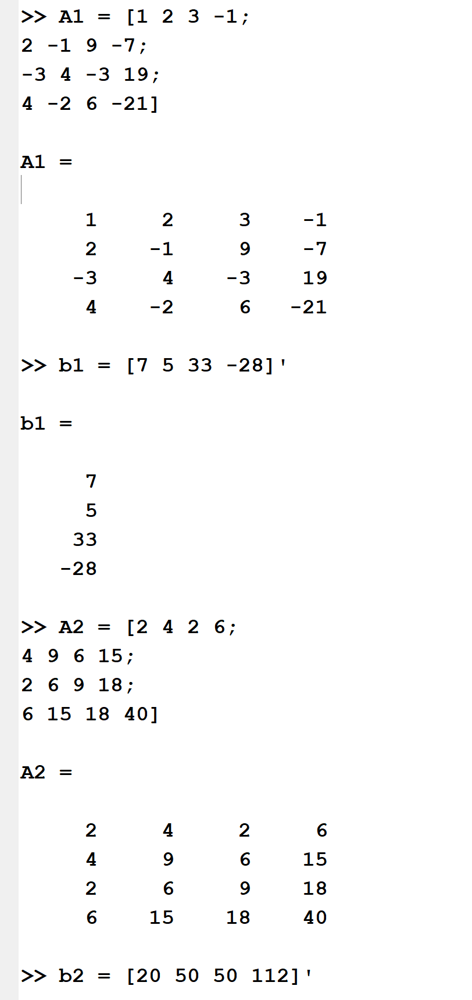 >> A1 = [1 2 3 -1;
2 -1 9 -7;
-3 4 -3 19;
4 -2 6 -21]
A1 =
1 2 3 -1
2 -1 9 -7
-3 4 -3 19
4 -2 6 -21
>> b1 = [7 5 33 -28]'
b1 =
7
5
33
-28
>> A2 = [2 4 2 6;
4 9 6 15;
2 6 9 18;
6 15 18 40]
A2 =
2 4 2 6
4 9 6 15
2 6 9 18
6 15 18 40
>> b2 = [20 50 50 112]'